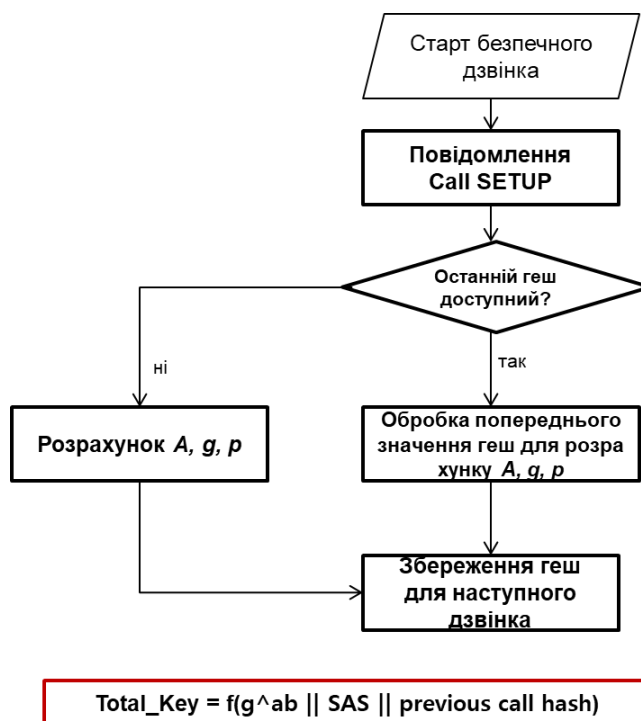 Старт безпечного
дзвінка
Повідомлення
Call SETUP
Останній геш
доступний?
ні
так
Розрахунок A, g, p
Обробка попереднього
значення геш для розра
хунку A, g, p
Збереження геш
для наступного
дзвінка
Total_Key = f(g^ab || SAS || previous call hash)